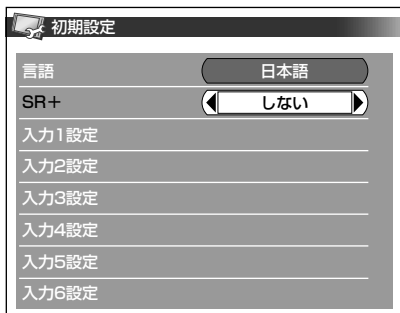 初期設定
言語 日本語
SR+ しない
入力1設定
入力2設定
入力3設定
入力4設定
入力5設定
入力6設定